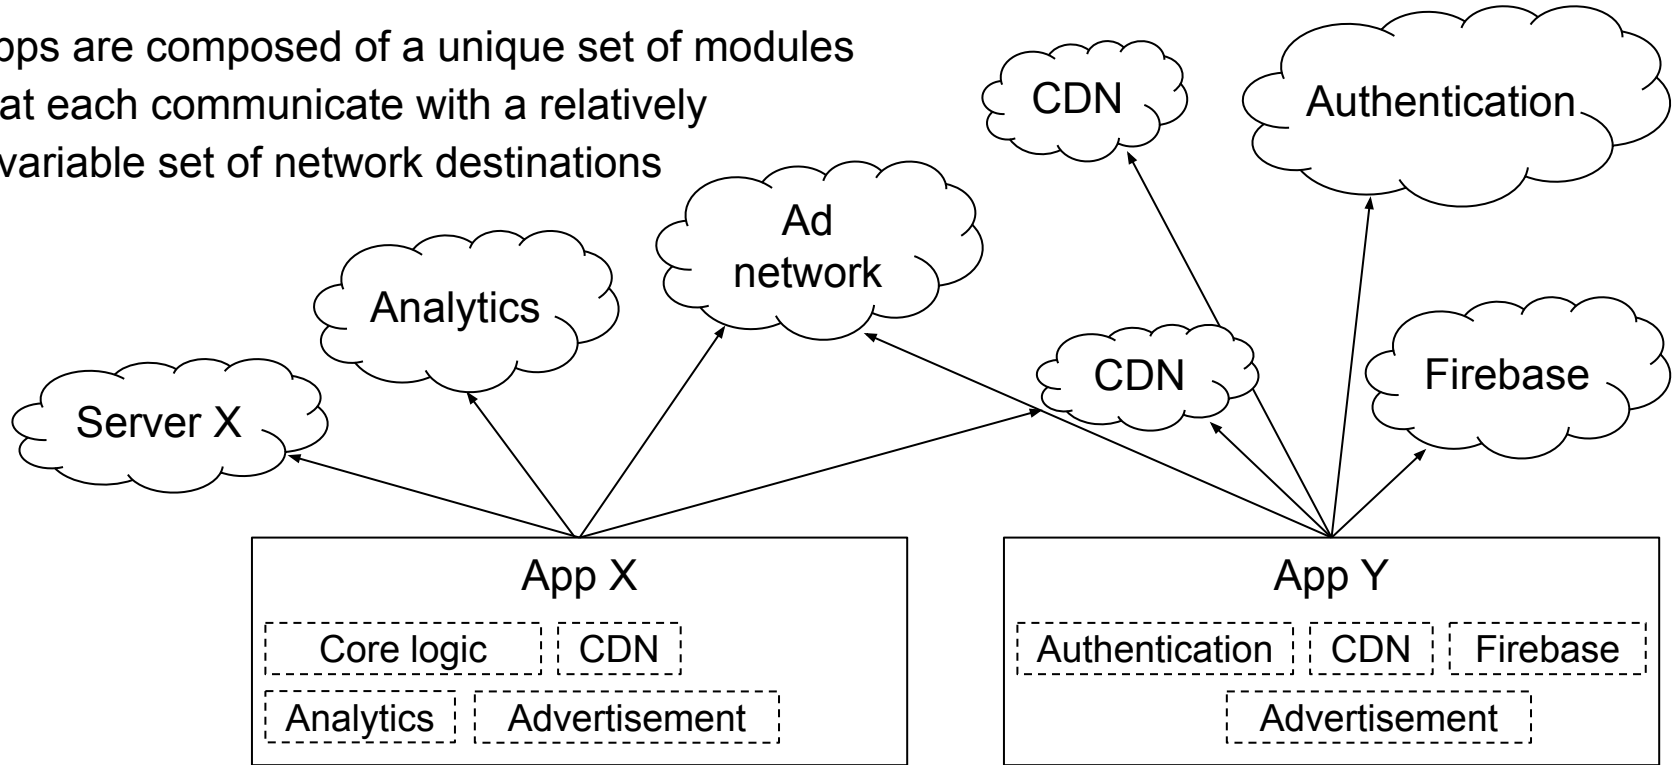 pps are composed of a unique set of modules
at each communicate with a relatively
variable set of network destinations
CDN
Authentication
Ad
network
Analytics
CDN
Firebase
Server X
App X
Core logic
CDN
Analytics
Advertisement
App Y
Authentication
CDN
Firebase
Advertisement